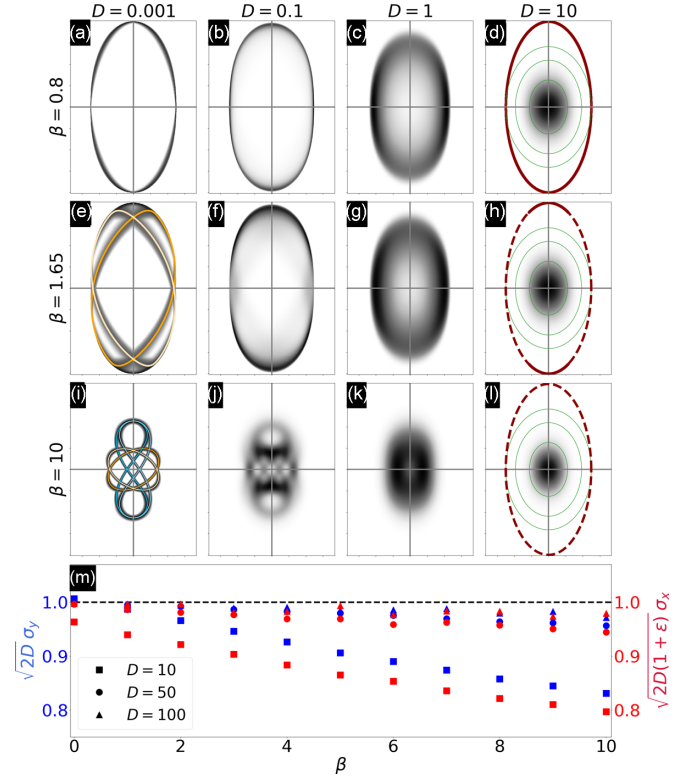 D = 0.001 D = 0.1 D = 1 D = 10
(a) (b) (c) (d)
β = 0.8
(e) (f) (g) (h)
β = 1.65
(i) (j) (k) (l)
β = 10
(m)
1.0 1.0
0.9 0.9
0.8 0.8
√2D σy
√2D(1 + ε) σx
D = 10
D = 50
D = 100
0 2 4 6 8 10
β